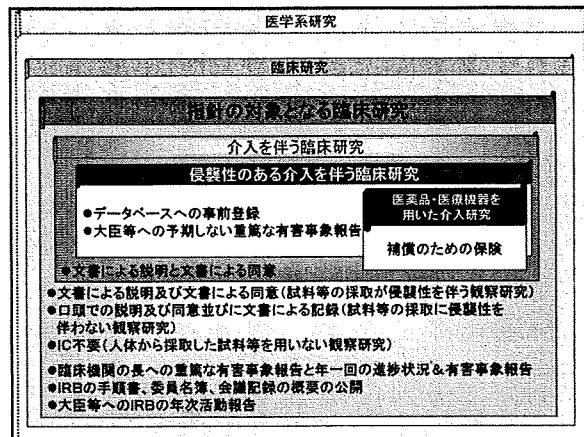 医学系研究
臨床研究
指針の対象となる臨床研究
介入を伴う臨床研究
侵襲性のある介入を伴う臨床研究
●データベースへの事前登録
●大臣等への予期しない重篤な有害事象報告
医薬品・医療機器を
用いた介入研究
補償のための保険
●文書による説明と文書による同意
●文書による説明及び文書による同意(試料等の採取が侵襲性を伴う観察研究)
●口頭での説明及び同意並びに文書による記録(試料等の採取に侵襲性を
伴わない観察研究)
●IC不要(人体から採取した試料等を用いない観察研究)
●臨床機関の長への重篤な有害事象報告と年一回の進捗状況&有害事象報告
●IRBの手順書、委員名簿、会議記録の概要の公開
●大臣等へのIRBの年次活動報告